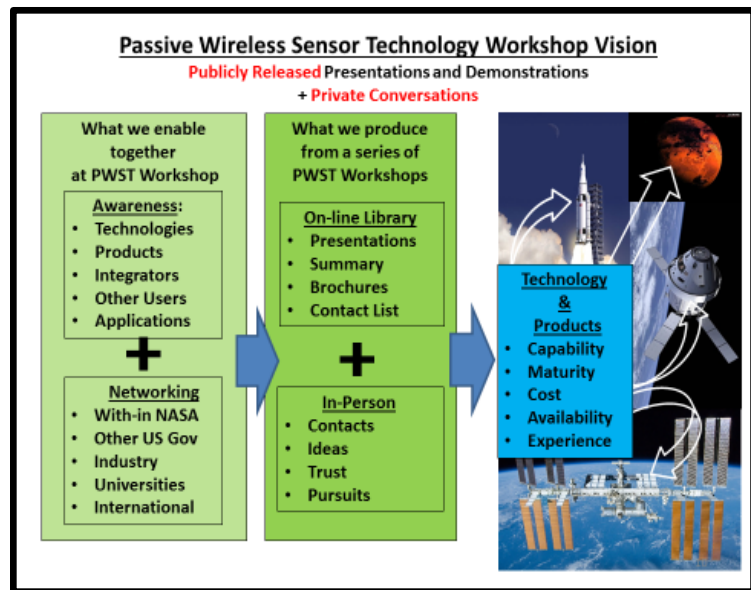 Passive Wireless Sensor Technology Workshop Vision
Publicly Released Presentations and Demonstrations
+ Private Conversations
What we enable
together
at PWST Workshop
Awareness:
• Technologies
• Products
• Integrators
• Other Users
• Applications
+
Networking
• With-in NASA
• Other US Gov
• Industry
• Universities
• International
What we produce
from a series of
PWST Workshops
On-line Library
• Presentations
• Summary
• Brochures
• Contact List
+
In-Person
• Contacts
• Ideas
• Trust
• Pursuits
Technology
&
Products
• Capability
• Maturity
• Cost
• Availability
• Experience